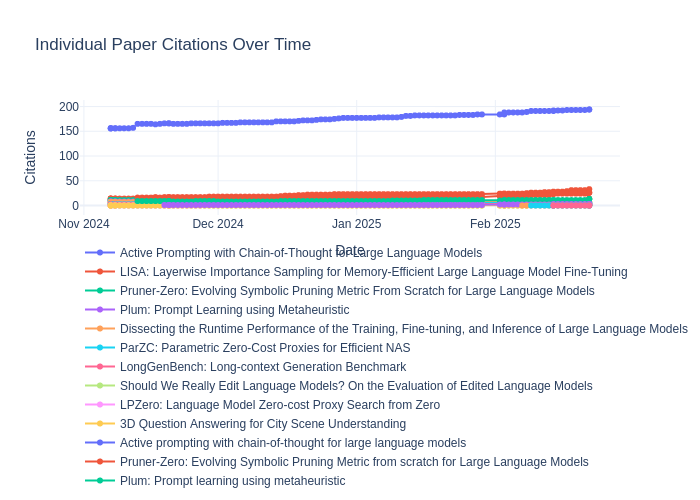 Individual Paper Citations Over Time
Citations
200
150
100
50
0
Nov 2024
Dec 2024
Jan 2025
Feb 2025
Date
Active Prompting with Chain-of-Thought for Large Language Models
LISA: Layerwise Importance Sampling for Memory-Efficient Large Language Model Fine-Tuning
Pruner-Zero: Evolving Symbolic Pruning Metric From Scratch for Large Language Models
Plum: Prompt Learning using Metaheuristic
Dissecting the Runtime Performance of the Training, Fine-tuning, and Inference of Large Language Models
ParZC: Parametric Zero-Cost Proxies for Efficient NAS
LongGenBench: Long-context Generation Benchmark
Should We Really Edit Language Models? On the Evaluation of Edited Language Models
LPZero: Language Model Zero-cost Proxy Search from Zero
3D Question Answering for City Scene Understanding
Active prompting with chain-of-thought for large language models
Pruner-Zero: Evolving Symbolic Pruning Metric from scratch for Large Language Models
Plum: Prompt learning using metaheuristic